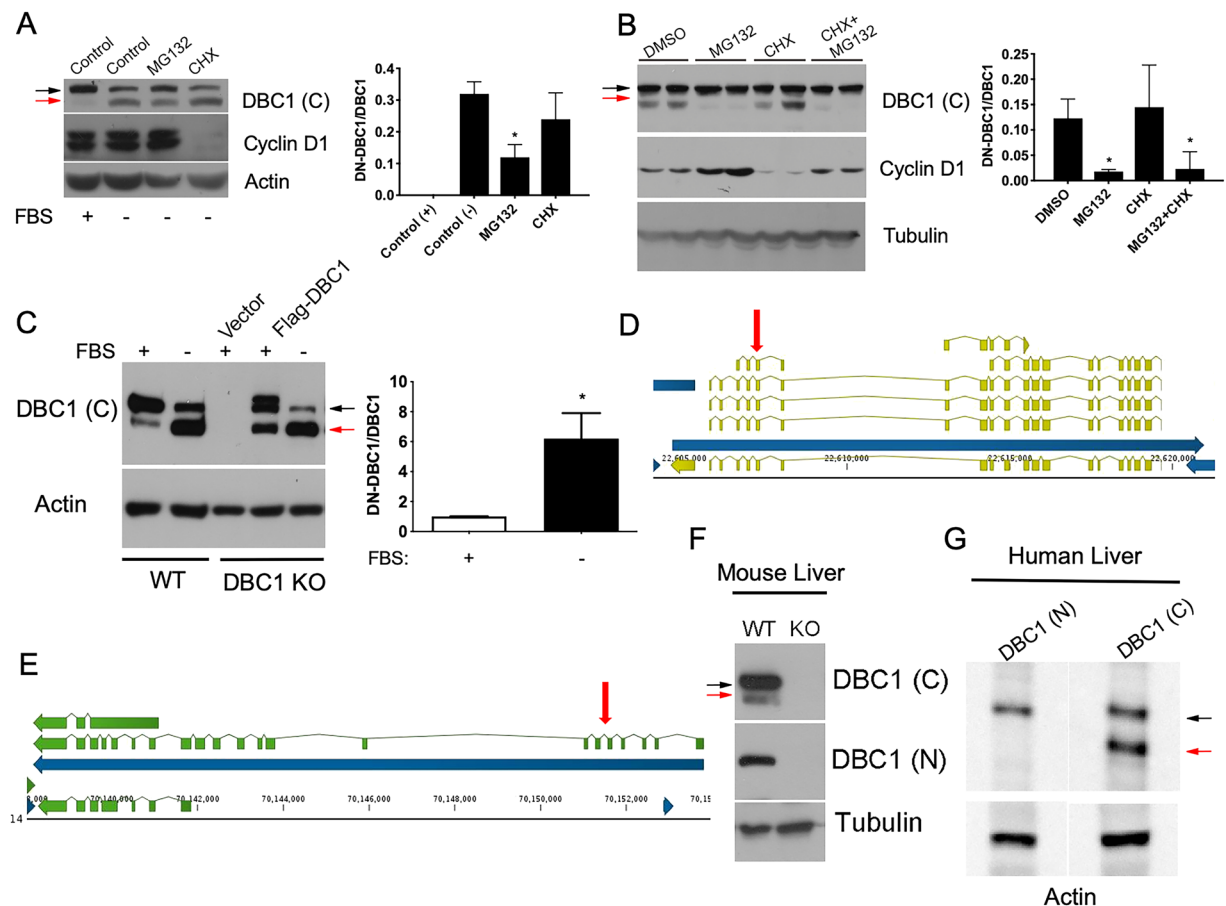 A
Control
Control
MG132
CHX
DBC1 (C)
Cyclin D1
Actin
FBS
+ - - -
DN-DBC1/DBC1
0.4
0.3
0.2
0.1
0.0
Control (+)
Control (-)
MG132
CHX
*
B
DMSO
MG132
CHX
CHX+
MG132
DBC1 (C)
Cyclin D1
Tubulin
DN-DBC1/DBC1
0.25
0.20
0.15
0.10
0.05
0.00
DMSO
MG132
CHX
MG132+CHX
*
*
C
Vector
Flag-DBC1
FBS
+ - + + -
DBC1 (C)
Actin
WT
DBC1 KO
DN-DBC1/DBC1
10
8
6
4
2
0
*
FBS: + -
D
22,605,000
22,610,000
22,615,000
22,620,000
E
70,140,000
70,142,000
70,144,000
70,146,000
70,148,000
70,150,000
70,152,000
70,15
14
F
Mouse Liver
WT KO
DBC1 (C)
DBC1 (N)
Tubulin
G
Human Liver
DBC1 (N)
DBC1 (C)
Actin